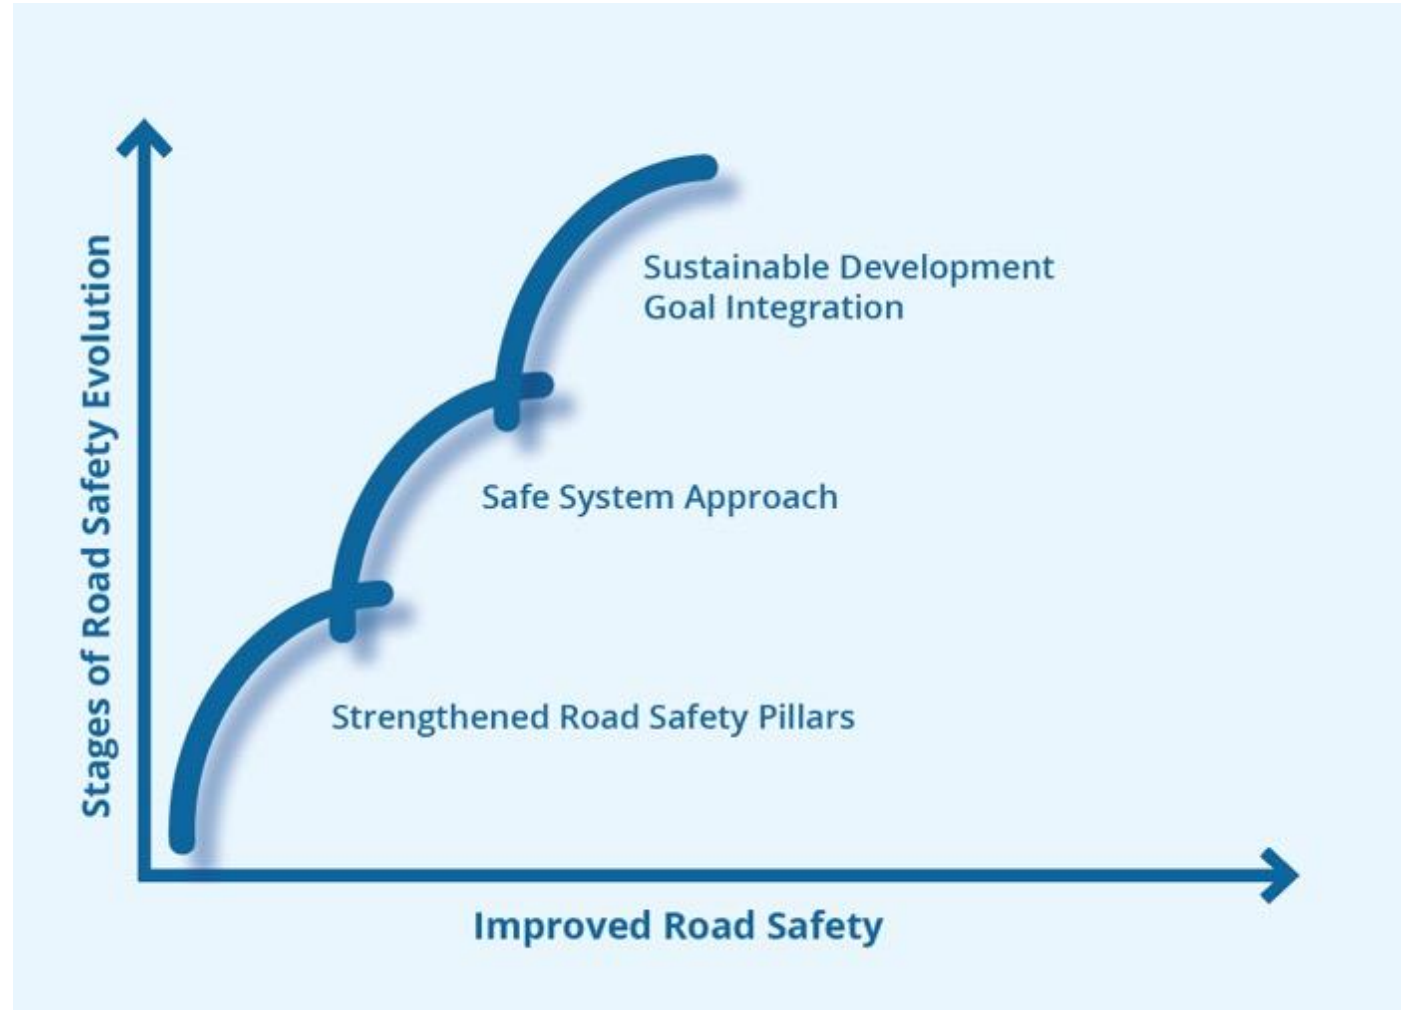 Stages of Road Safety Evolution
Sustainable Development
Goal Integration
Safe System Approach
Strengthened Road Safety Pillars
Improved Road Safety